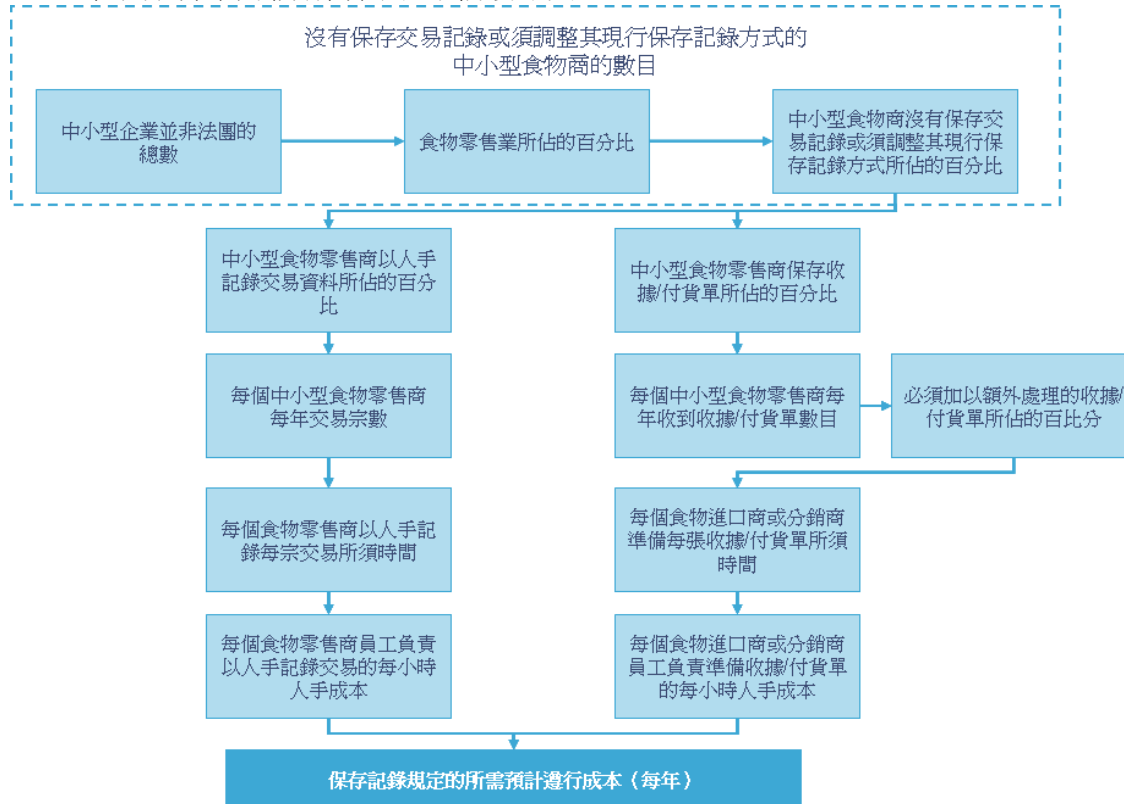 沒有保存交易記錄或須調整其現行保存記錄方式的
中小型食物商的數目
中小型企業並非法團的
總數
食物零售業所佔的百分比
中小型食物商沒有保存交
易記錄或須調整其現行保
存記錄方式所佔的百分比
中小型食物零售商以人手
記錄交易資料所佔的百分
比
中小型食物零售商保存收
據/付貨單所佔的百分比
每個中小型食物零售商
每年交易宗數
每個中小型食物零售商每
年收到收據/付貨單數目
必須加以額外處理的收據/
付貨單所佔的百比分
每個食物零售商以人手記
錄每宗交易所須時間
每個食物進口商或分銷商
準備每張收據/付貨單所須
時間
每個食物零售商員工負責
以人手記錄交易的每小時
人手成本
每個食物進口商或分銷商
員工負責準備收據/付貨單
的每小時人手成本
保存記錄規定的所需預計遵行成本（每年）